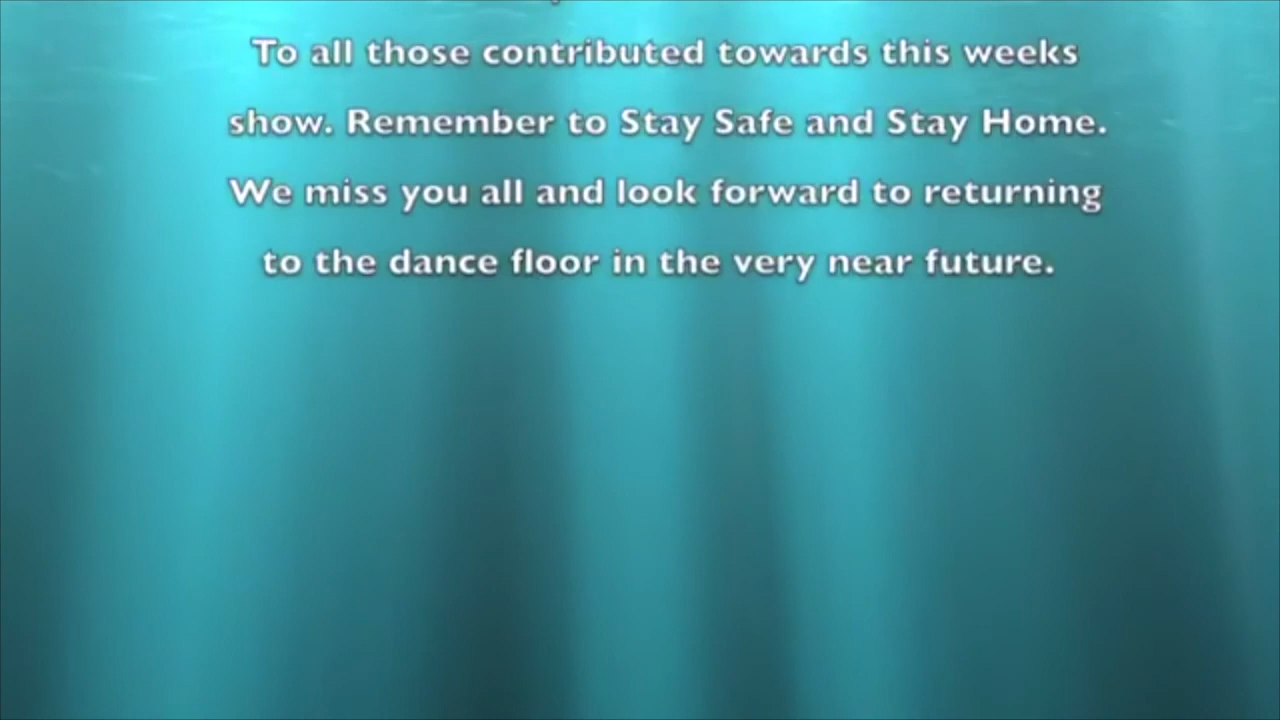 To all those contributed towards this weeks
show. Remember to Stay Safe and Stay Home.
We miss you all and look forward to returning
to the dance floor in the very near future.